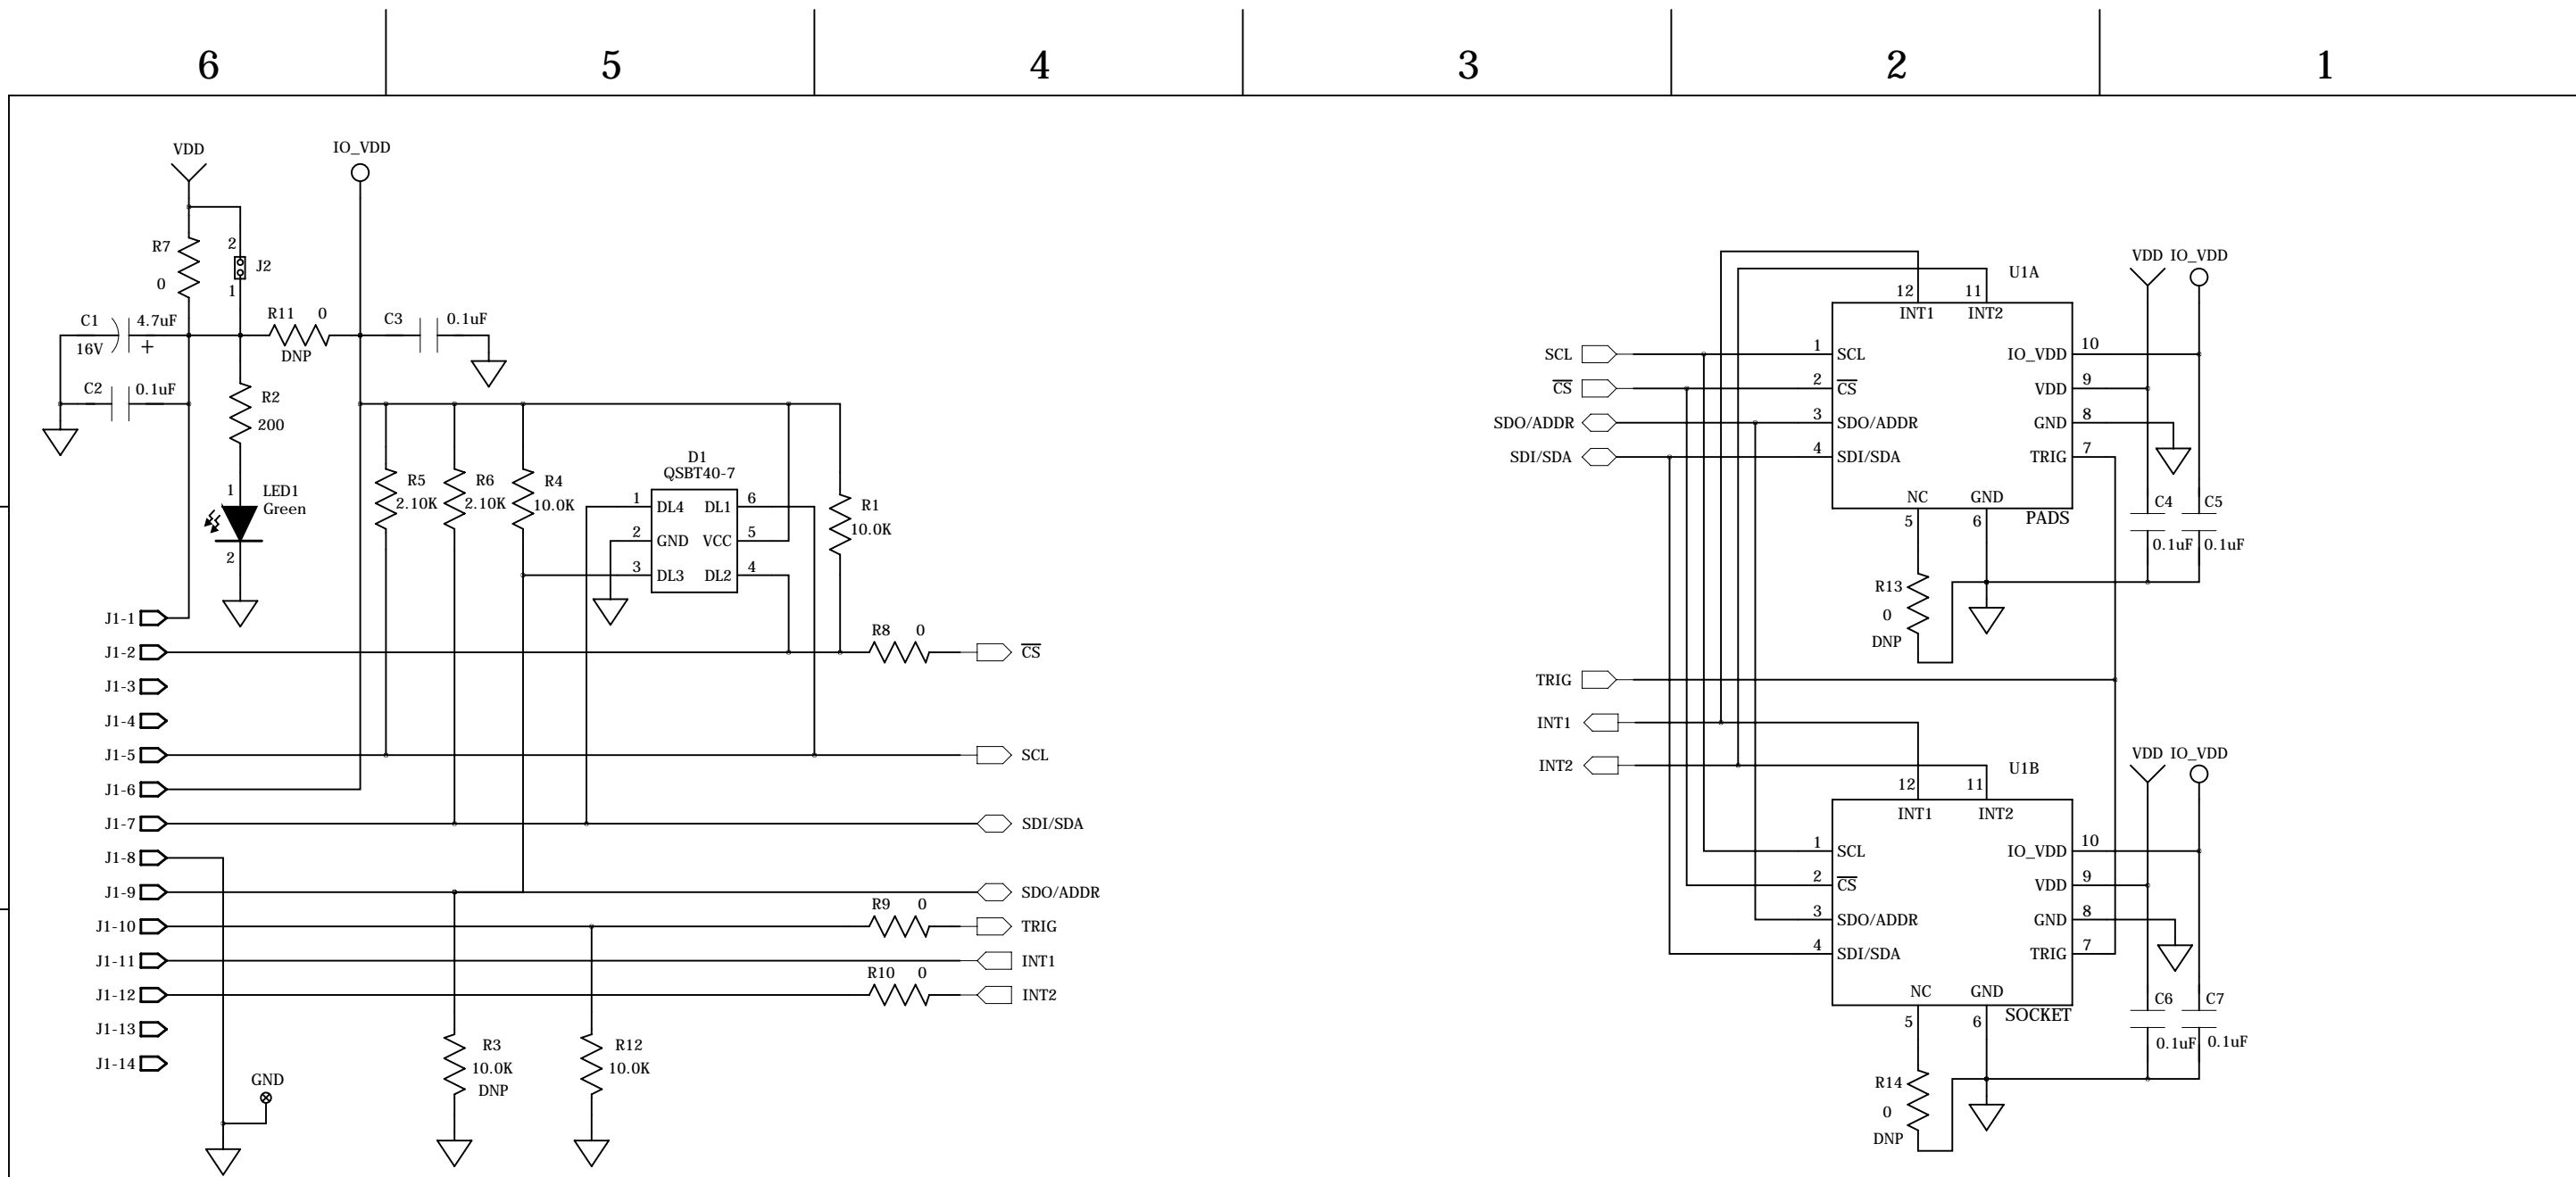 6 5 4 3 2 1
VDD
IO_VDD
R7
0
2
J2
1
C1 4.7uF
16V +
R11 0
DNP
C3 0.1uF
C2 0.1uF
R2
200
1 LED1
Green
2
R5
2.10K
R6
2.10K
R4
10.0K
D1
QSBT40-7
1 DL4 DL1 6
2 GND VCC 5
3 DL3 DL2 4
R1
10.0K
J1-1
J1-2
R8 0
CS
J1-3
J1-4
J1-5
SCL
J1-6
J1-7
SDI/SDA
J1-8
J1-9
SDO/ADDR
J1-10
R9 0
TRIG
J1-11
INT1
J1-12
R10 0
INT2
J1-13
J1-14
R3
10.0K
DNP
R12
10.0K
GND
SCL
CS
SDO/ADDR
SDI/SDA
TRIG
INT1
INT2
U1A
12 11
INT1 INT2
1 SCL IO_VDD 10
2 CS VDD 9
3 SDO/ADDR GND 8
4 SDI/SDA TRIG 7
NC GND
5 6 PADS
VDD IO_VDD
C4 C5
0.1uF 0.1uF
R13
0
DNP
U1B
12 11
INT1 INT2
1 SCL IO_VDD 10
2 CS VDD 9
3 SDO/ADDR GND 8
4 SDI/SDA TRIG 7
NC GND
5 6 SOCKET
VDD IO_VDD
C6 C7
0.1uF 0.1uF
R14
0
DNP